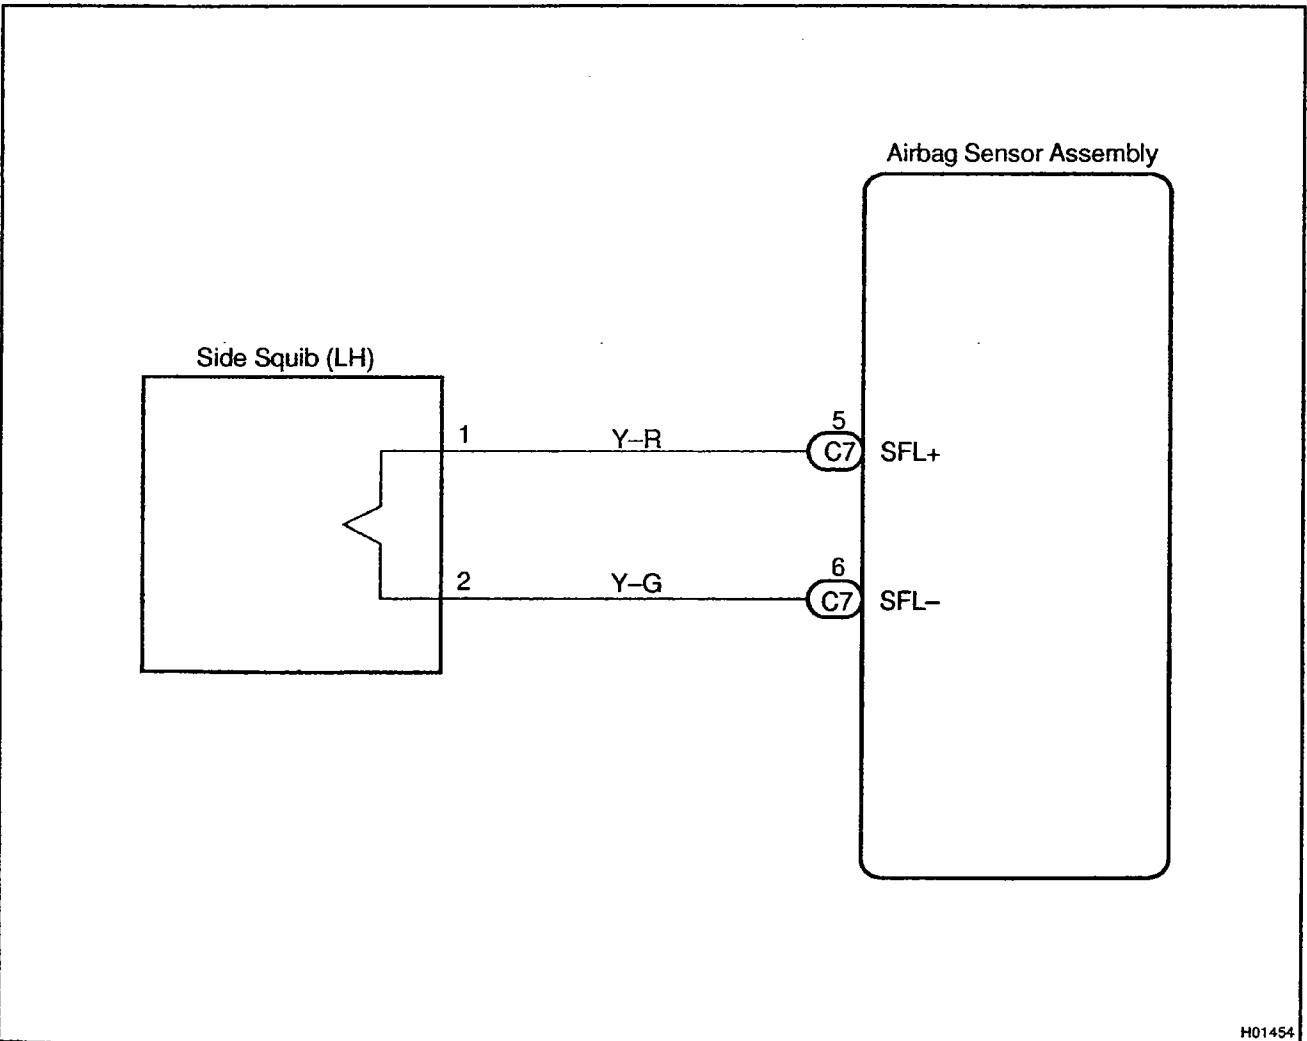 Airbag Sensor Assembly
Side Squib (LH)
1
Y–R
5
C7
SFL+
2
Y–G
6
C7
SFL–
H01454